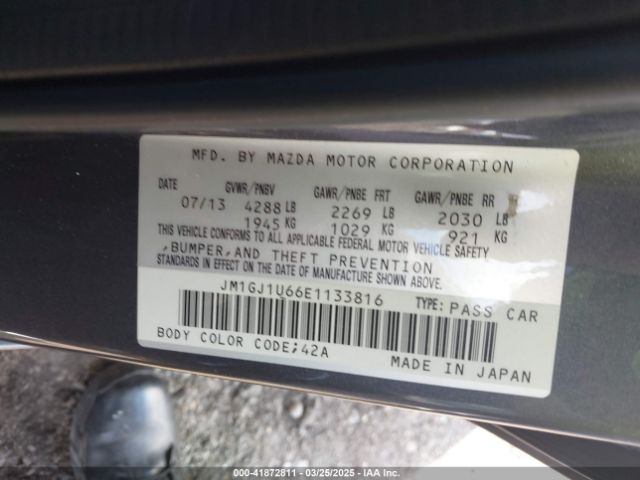 MFD. BY MAZDA MOTOR CORPORATION
DATE GVWR/PNBV GAWR/PNBE FRT GAWR/PNBE RR
07/13 4288 LB 2269 LB 2030 LB
1945 KG 1029 KG 921 KG
THIS VEHICLE CONFORMS TO ALL APPLICABLE FEDERAL MOTOR VEHICLE SAFETY
,BUMPER,AND THEFT PREVENTION
STANDARDS IN EFFECT ON THE DATE OF MANUFACTURE SHOWN ABOVE.
JM1GJ1U66E1133816 TYPE: PASS CAR
BODY COLOR CODE;42A MADE IN JAPAN
000-41872811 - 03/25/2025 - IAA Inc.